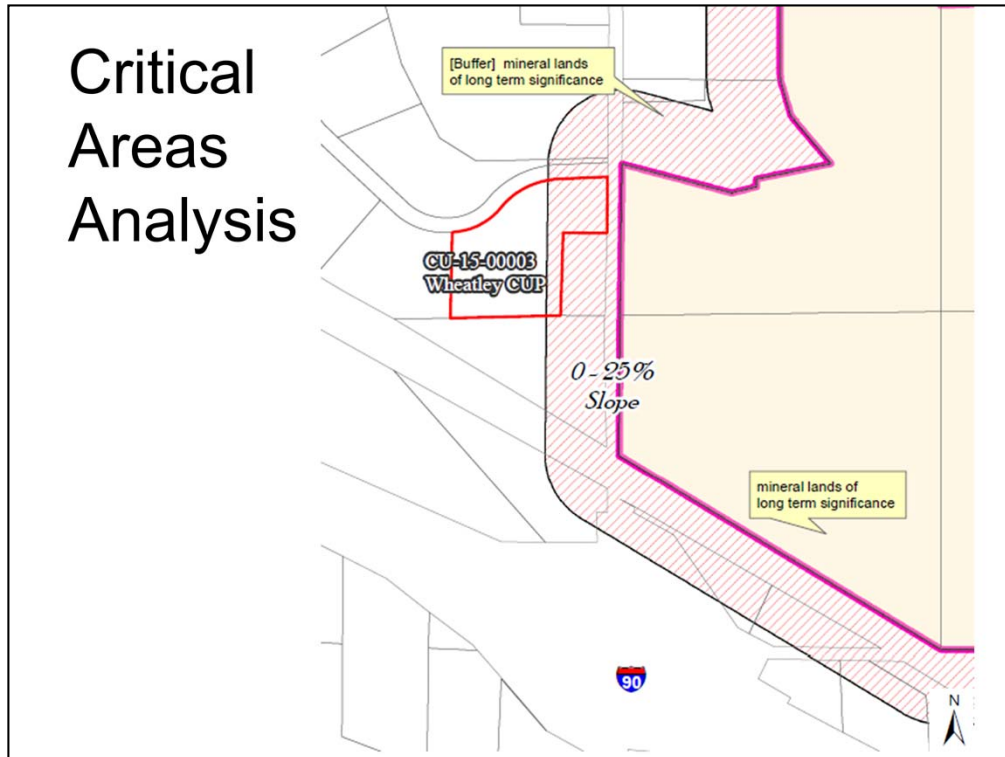 Critical
Areas
Analysis
[Buffer] mineral lands
of long term significance
CU-15-00003
Wheatley CUP
0 - 25%
Slope
mineral lands of
long term significance
90
N